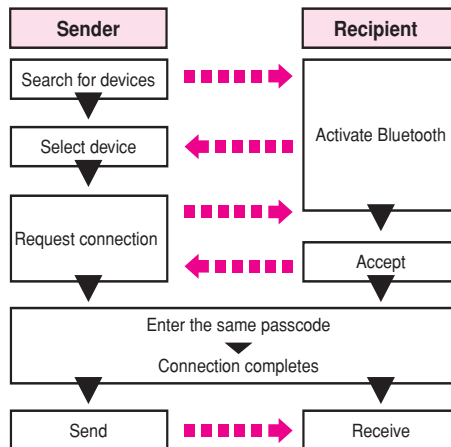 Sender
Recipient
Search for devices
Activate Bluetooth
Select device
Request connection
Accept
Enter the same passcode
Connection completes
Send
Receive